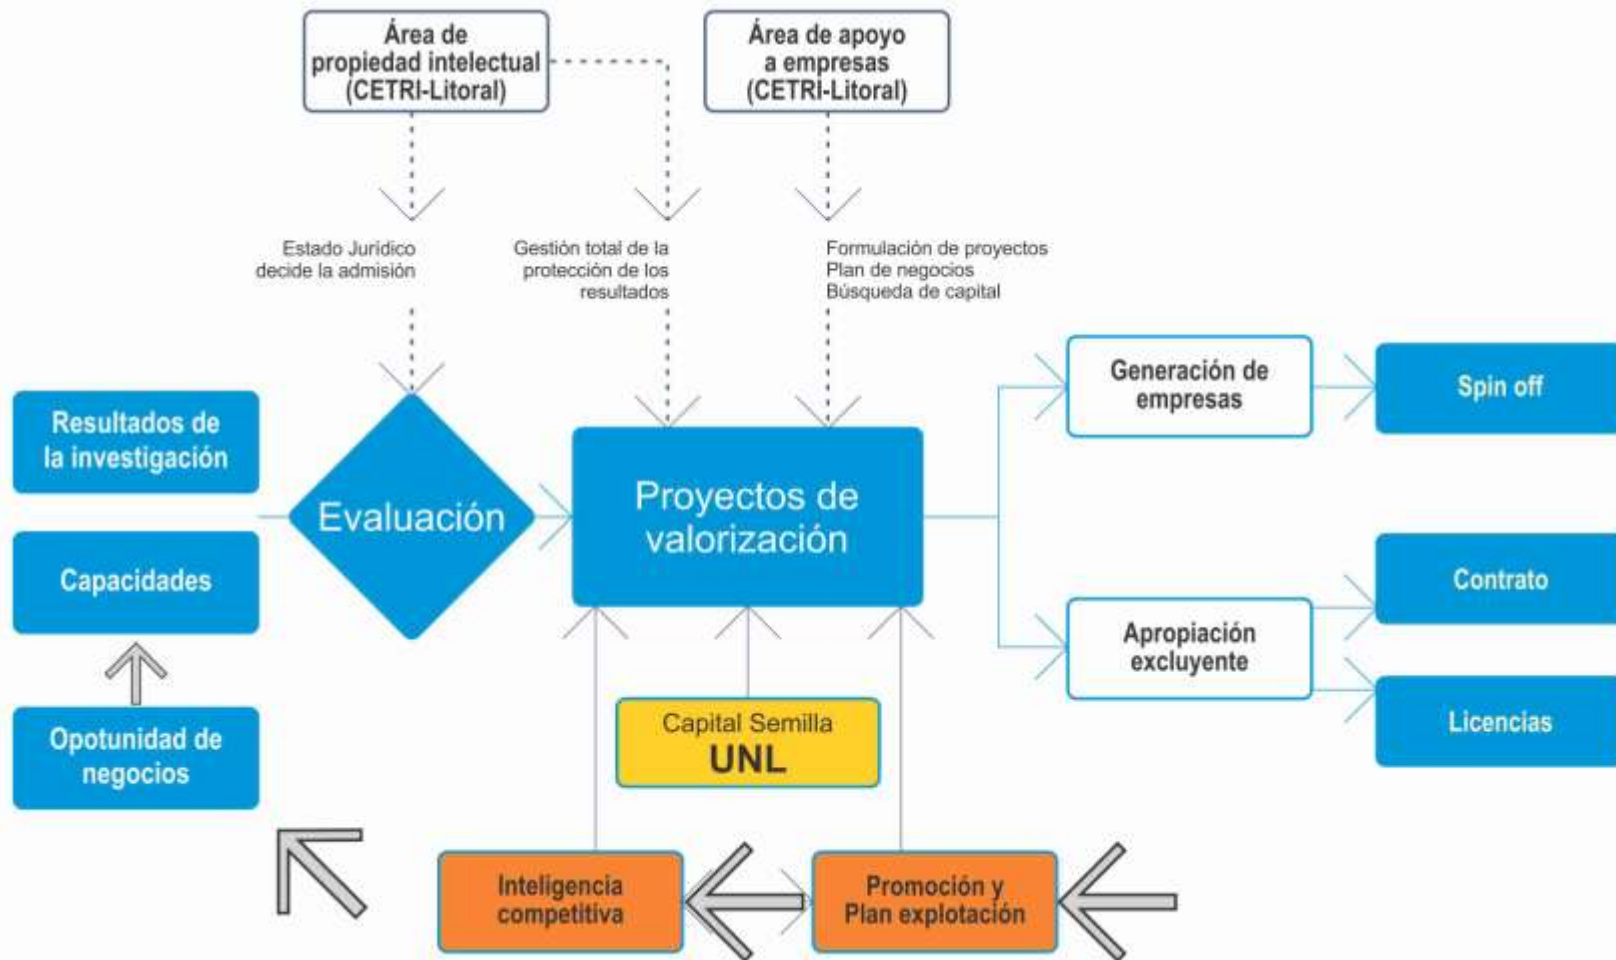 Área de
propiedad intelectual
(CETRI-Litoral)
Área de apoyo
a empresas
(CETRI-Litoral)
Estado Jurídico
decide la admisión
Gestión total de la
protección de los
resultados
Formulación de proyectos
Plan de negocios
Búsqueda de capital
Resultados de
la investigación
Capacidades
Opotunidad de
negocios
Evaluación
Proyectos de
valorización
Generación de
empresas
Spin off
Apropiación
excluyente
Contrato
Licencias
Capital Semilla
UNL
Inteligencia
competitiva
Promoción y
Plan explotación